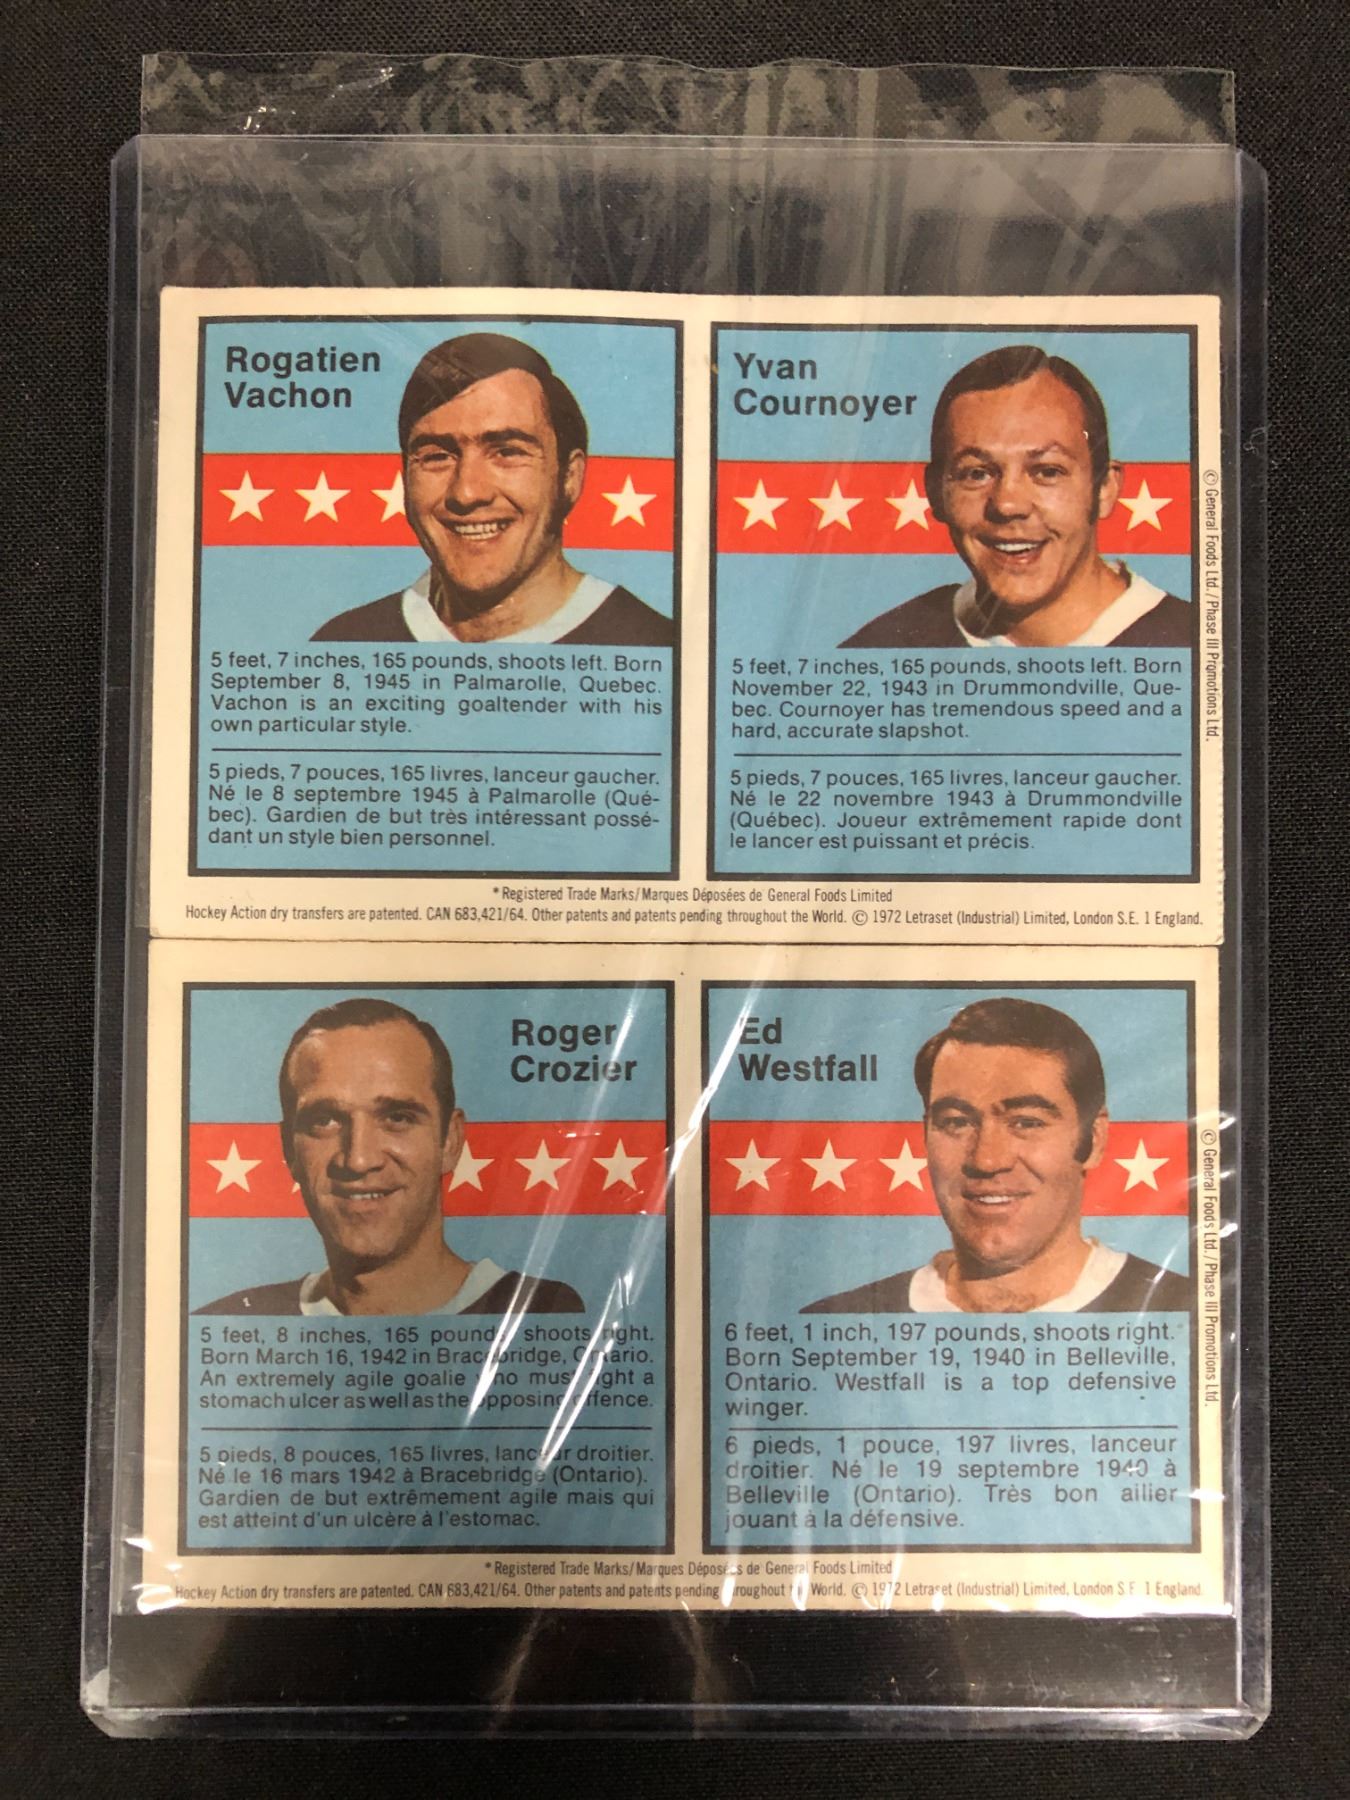 Rogatien
Vachon
5 feet, 7 inches, 165 pounds, shoots left. Born
September 8, 1945 in Palmarolle, Quebec.
Vachon is an exciting goaltender with his
own particular style.
5 pieds, 7 pouces, 165 livres, lanceur gaucher.
Né le 8 septembre 1945 à Palmarolle (Qué-
bec). Gardien de but très intéressant possé-
dant un style bien personnel.
Yvan
Cournoyer
5 feet, 7 inches, 165 pounds, shoots left. Born
November 22, 1943 in Drummondville, Que-
bec. Cournoyer has tremendous speed and a
hard, accurate slapshot.
5 pieds, 7 pouces, 165 livres, lanceur gaucher.
Né le 22 novembre 1943 à Drummondville
(Québec). Joueur extrêmement rapide dont
le lancer est puissant et précis.
© General Foods Ltd./Phase III Promotions Ltd.
* Registered Trade Marks/Marques Déposées de General Foods Limited
Hockey Action dry transfers are patented. CAN 683,421/64. Other patents and patents pending throughout the World. © 1972 Letraset (Industrial) Limited, London S.E. 1 England.
Roger
Crozier
5 feet, 8 inches, 165 pounds, shoots right.
Born March 16, 1942 in Bracebridge, Ontario.
An extremely agile goalie who must fight a
stomach ulcer as well as the opposing offence.
5 pieds, 8 pouces, 165 livres, lanceur droitier.
Né le 16 mars 1942 à Bracebridge (Ontario).
Gardien de but extrêmement agile mais qui
est atteint d'un ulcère à l'estomac.
Ed
Westfall
6 feet, 1 inch, 197 pounds, shoots right.
Born September 19, 1940 in Belleville,
Ontario. Westfall is a top defensive
winger.
6 pieds, 1 pouce, 197 livres, lanceur
droitier. Né le 19 septembre 1940 à
Belleville (Ontario). Très bon ailier
jouant à la défensive.
© General Foods Ltd./Phase III Promotions Ltd.
* Registered Trade Marks/Marques Déposées de General Foods Limited
Hockey Action dry transfers are patented. CAN 683,421/64. Other patents and patents pending throughout the World. © 1972 Letraset (Industrial) Limited, London S.E. 1 England